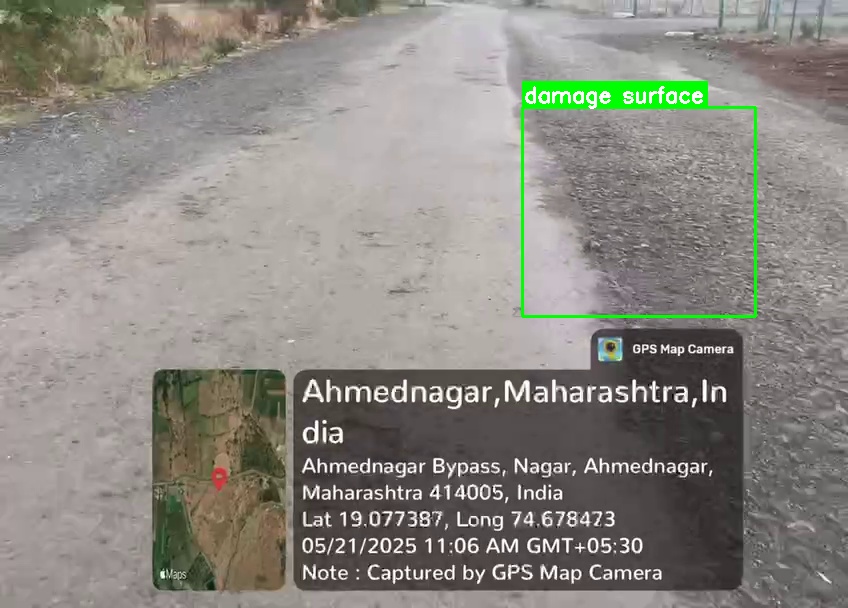 damage surface
GPS Map Camera
Ahmednagar,Maharashtra,In
dia
Ahmednagar Bypass, Nagar, Ahmednagar,
Maharashtra 414005, India
Lat 19.077387, Long 74.678473
05/21/2025 11:06 AM GMT+05:30
Note : Captured by GPS Map Camera
Maps